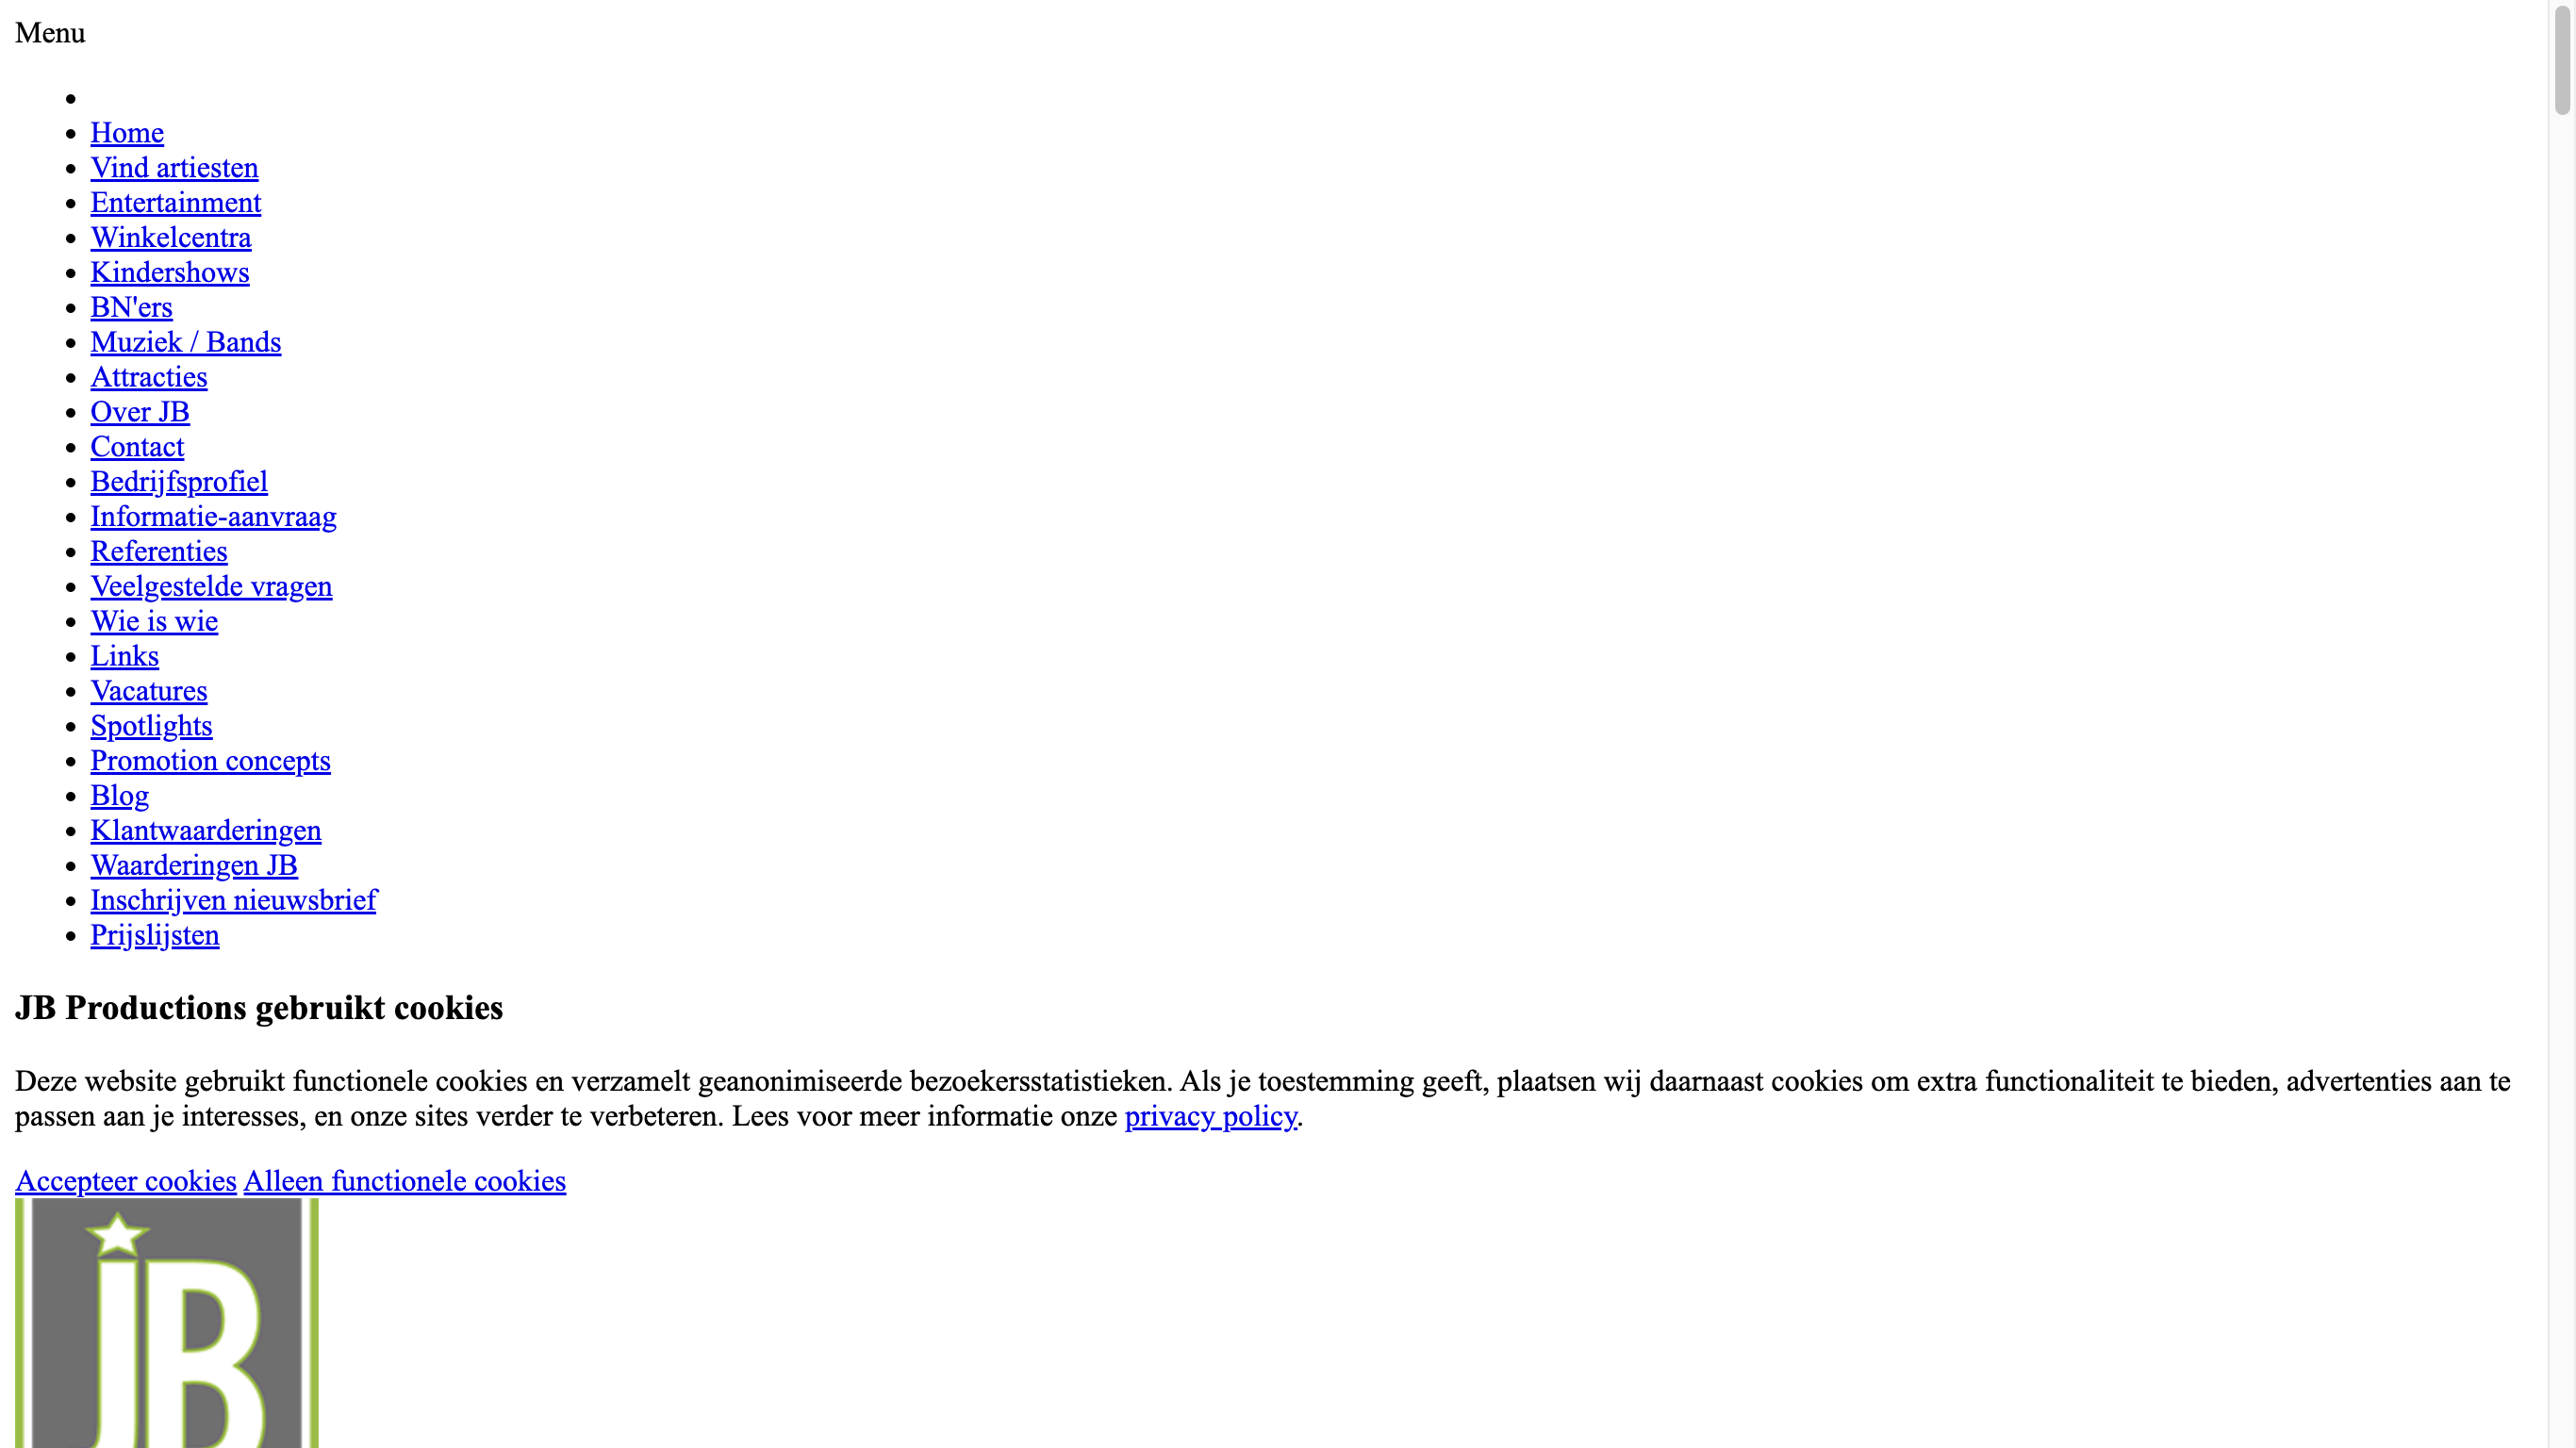 Menu
Home
Vind artiesten
Entertainment
Winkelcentra
Kindershows
BN'ers
Muziek / Bands
Attracties
Over JB
Contact
Bedrijfsprofiel
Informatie-aanvraag
Referenties
Veelgestelde vragen
Wie is wie
Links
Vacatures
Spotlights
Promotion concepts
Blog
Klantwaarderingen
Waarderingen JB
Inschrijven nieuwsbrief
Prijslijsten
JB Productions gebruikt cookies
Deze website gebruikt functionele cookies en verzamelt geanonimiseerde bezoekersstatistieken. Als je toestemming geeft, plaatsen wij daarnaast cookies om extra functionaliteit te bieden, advertenties aan te
passen aan je interesses, en onze sites verder te verbeteren. Lees voor meer informatie onze privacy policy.
Accepteer cookies Alleen functionele cookies
JB